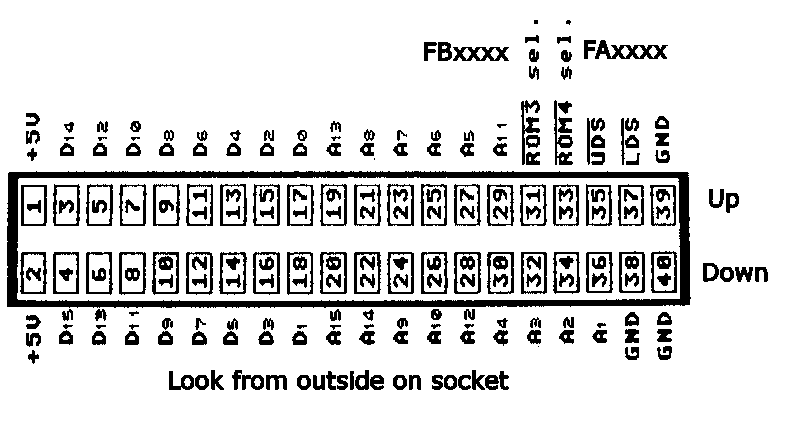 FBxxxx FAxxxx
+5V D14 D12 D10 D8 D6 D4 D2 D0 A13 A8 A7 A6 A5 A11 ROM3 sel. ROM4 sel. UDS LDS GND
1 3 5 7 9 11 13 15 17 19 21 23 25 27 29 31 33 35 37 39 Up
2 4 6 8 10 12 14 16 18 20 22 24 26 28 30 32 34 36 38 40 Down
+5V D15 D13 D11 D9 D7 D5 D3 D1 A15 A14 A9 A10 A12 A4 A3 A2 A1 GND GND
Look from outside on socket